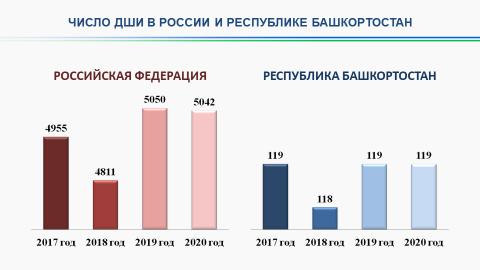 ЧИСЛО ДШИ В РОССИИ И РЕСПУБЛИКЕ БАШКОРТОСТАН
РОССИЙСКАЯ ФЕДЕРАЦИЯ
4955
4811
5050
5042
2017 год 2018 год 2019 год 2020 год
РЕСПУБЛИКА БАШКОРТОСТАН
119
118
119
119
2017 год 2018 год 2019 год 2020 год